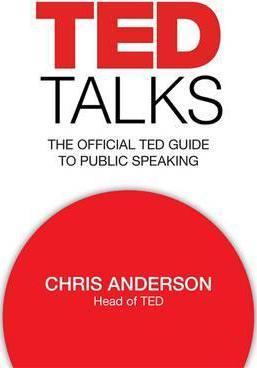 TED
TALKS
THE OFFICIAL TED GUIDE
TO PUBLIC SPEAKING
CHRIS ANDERSON
Head of TED